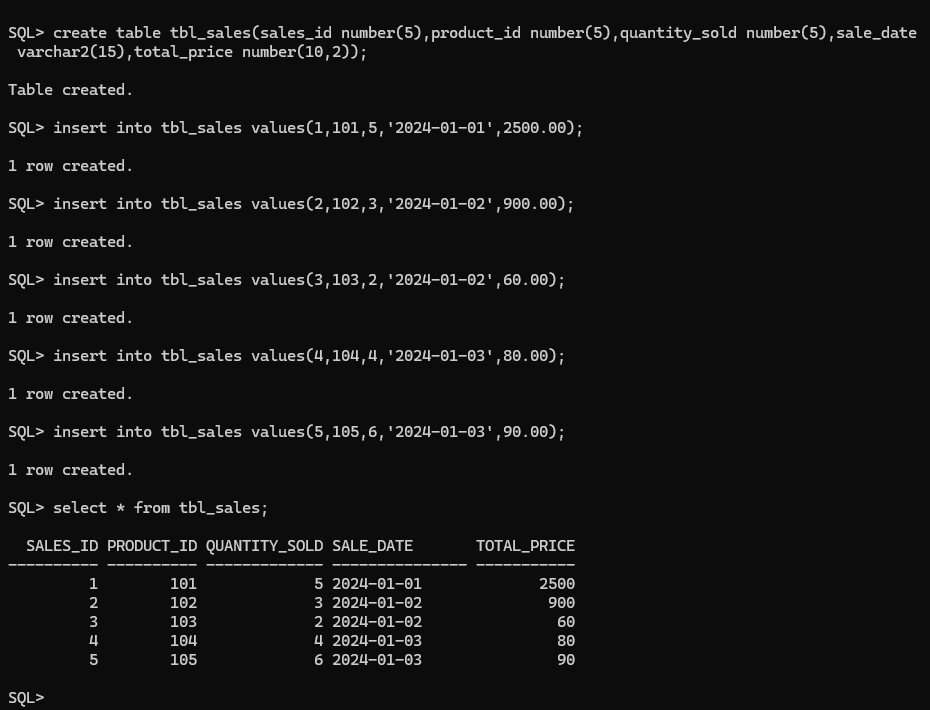 SQL> create table tbl_sales(sales_id number(5),product_id number(5),quantity_sold number(5),sale_date
 varchar2(15),total_price number(10,2));
Table created.
SQL> insert into tbl_sales values(1,101,5,'2024-01-01',2500.00);
1 row created.
SQL> insert into tbl_sales values(2,102,3,'2024-01-02',900.00);
1 row created.
SQL> insert into tbl_sales values(3,103,2,'2024-01-02',60.00);
1 row created.
SQL> insert into tbl_sales values(4,104,4,'2024-01-03',80.00);
1 row created.
SQL> insert into tbl_sales values(5,105,6,'2024-01-03',90.00);
1 row created.
SQL> select * from tbl_sales;
  SALES_ID PRODUCT_ID QUANTITY_SOLD SALE_DATE       TOTAL_PRICE
---------- ---------- ------------- --------------- -----------
         1        101             5 2024-01-01             2500
         2        102             3 2024-01-02              900
         3        103             2 2024-01-02               60
         4        104             4 2024-01-03               80
         5        105             6 2024-01-03               90
SQL>